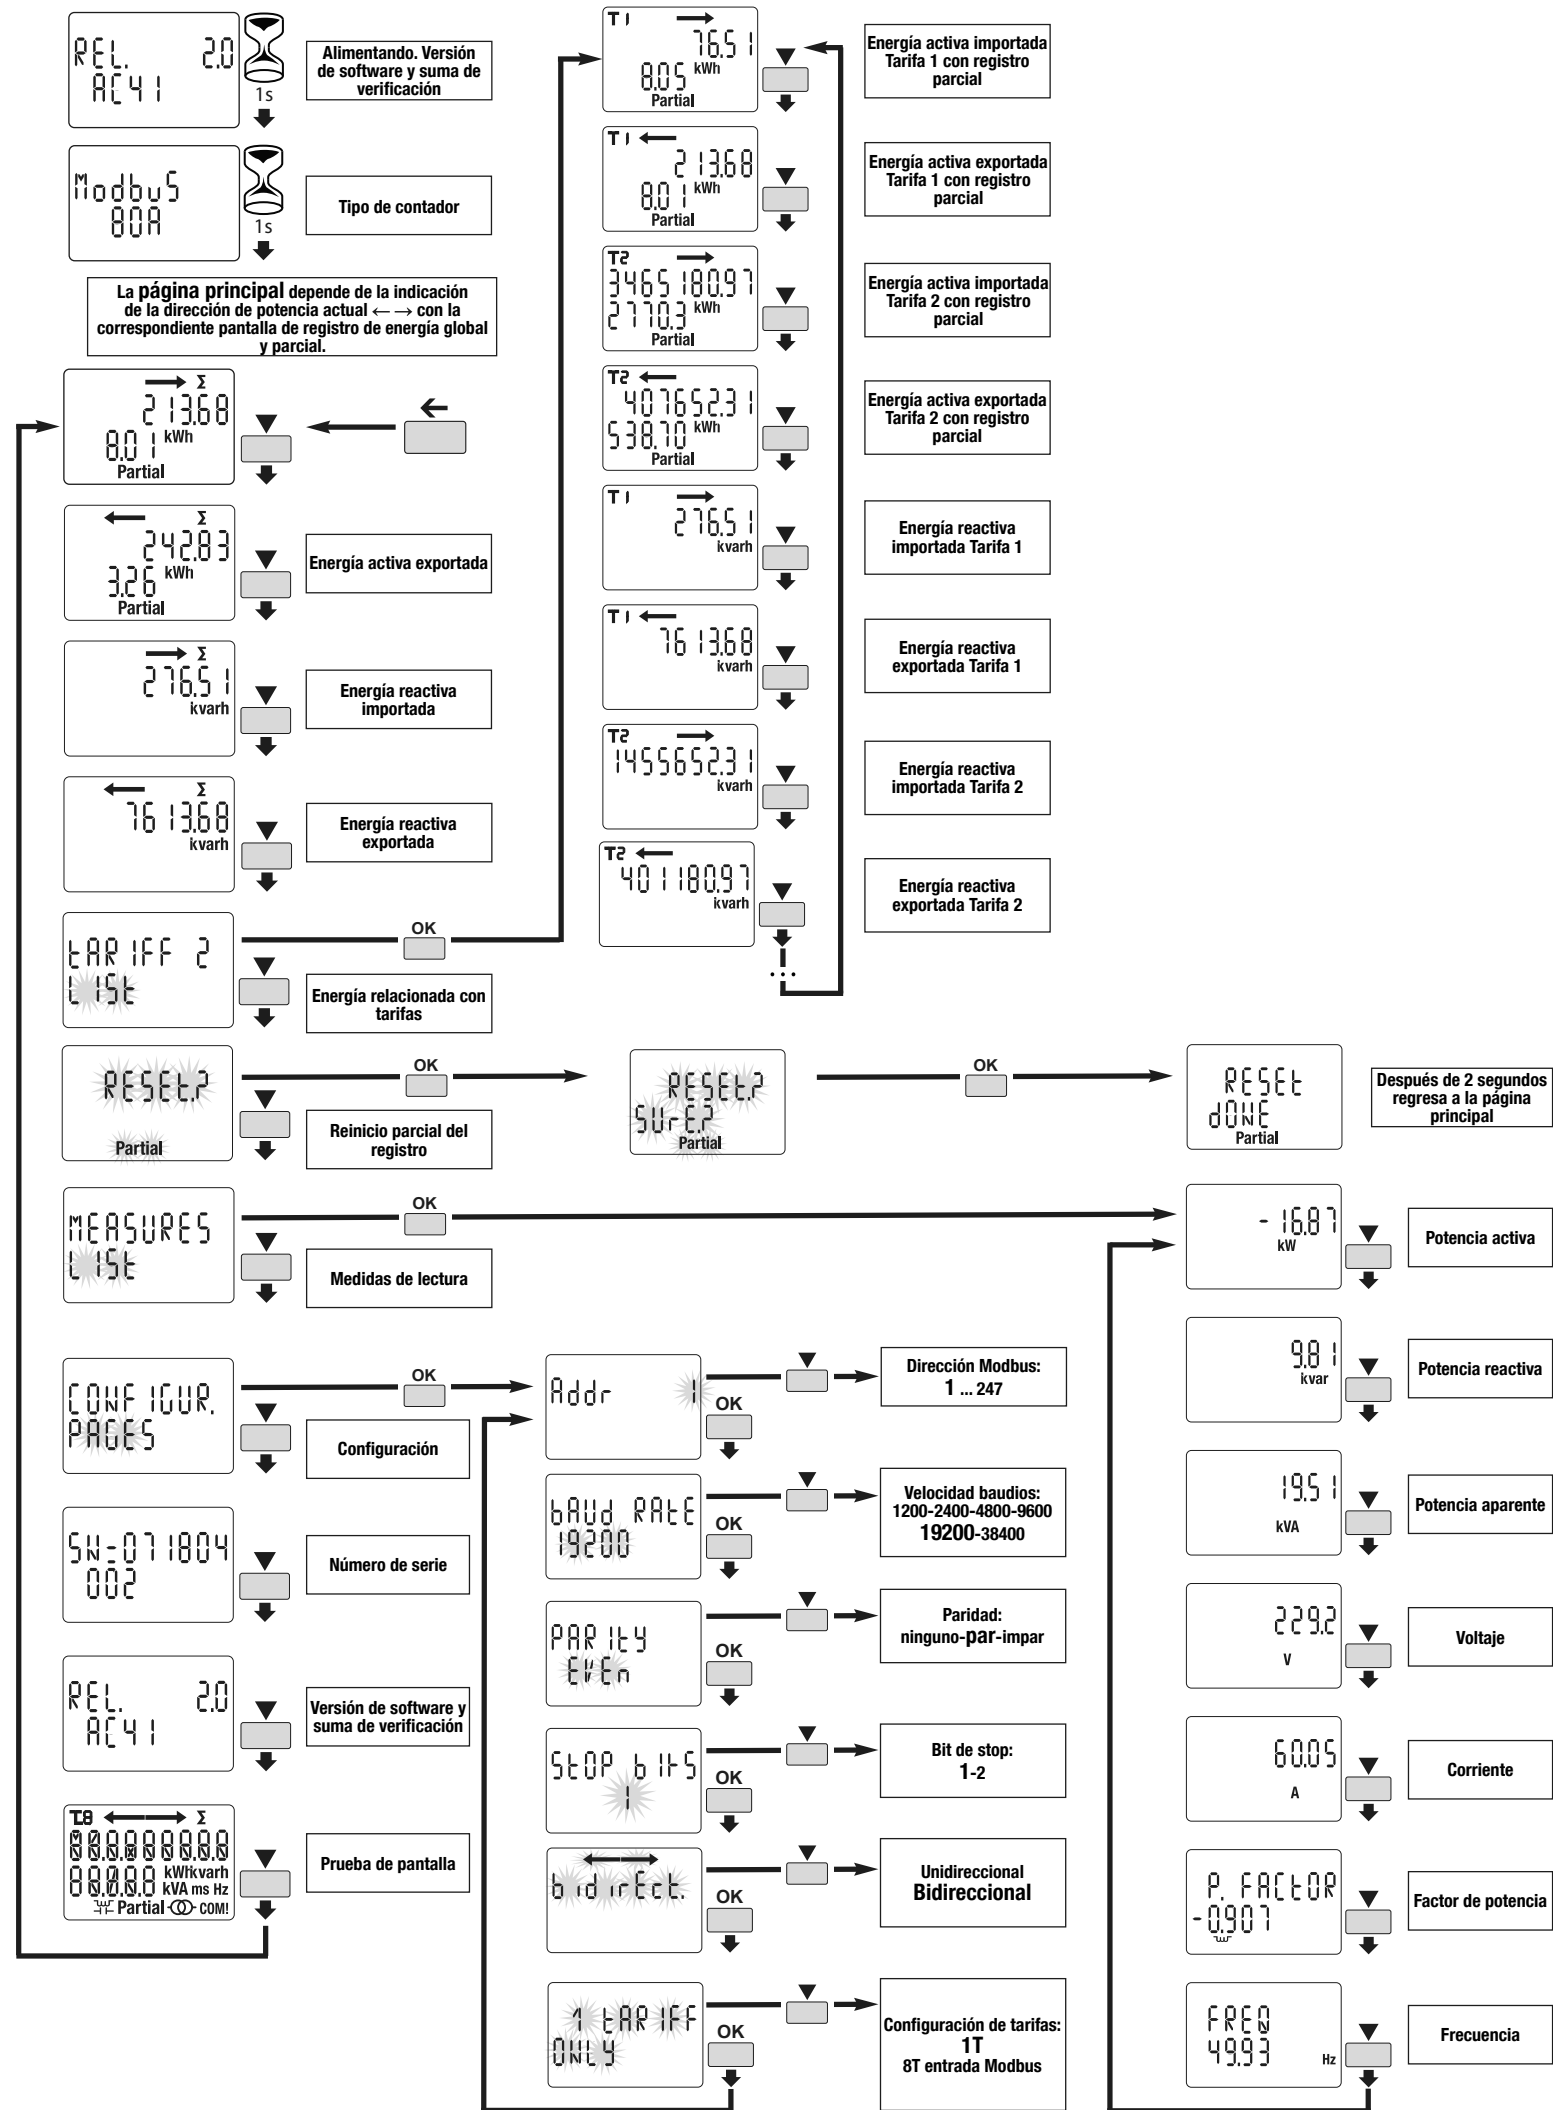 REL. 2.0
AC41
1s
Alimentando. Versión
de software y suma de
verificación
ModbuS
80A
1s
Tipo de contador
La página principal depende de la indicación
de la dirección de potencia actual ←→ con la
correspondiente pantalla de registro de energía global
y parcial.
→ Σ
213.68
8.01 kWh
Partial
←
← Σ
242.83
3.26 kWh
Partial
Energía activa exportada
→ Σ
276.51
kvarh
Energía reactiva
importada
← Σ
7613.68
kvarh
Energía reactiva
exportada
tARIFF 2
LISt
OK
Energía relacionada con
tarifas
T1 →
76.51
8.05 kWh
Partial
Energía activa importada
Tarifa 1 con registro
parcial
T1 ←
213.68
8.01 kWh
Partial
Energía activa exportada
Tarifa 1 con registro
parcial
T2 →
3465180.97
2770.3 kWh
Partial
Energía activa importada
Tarifa 2 con registro
parcial
T2 ←
407652.31
538.70 kWh
Partial
Energía activa exportada
Tarifa 2 con registro
parcial
T1 →
276.51
kvarh
Energía reactiva
importada Tarifa 1
T1 ←
7613.68
kvarh
Energía reactiva
exportada Tarifa 1
T2 →
1455652.31
kvarh
Energía reactiva
importada Tarifa 2
T2 ←
401180.97
kvarh
Energía reactiva
exportada Tarifa 2
...
RESEt.?
Partial
OK
Reinicio parcial del
registro
RESEt.?
SUrE.?
Partial
OK
RESEt
dONE
Partial
Después de 2 segundos
regresa a la página
principal
MEASURES
LISt
OK
Medidas de lectura
-16.87
kW
Potencia activa
9.81
kvar
Potencia reactiva
19.51
kVA
Potencia aparente
229.2
V
Voltaje
60.05
A
Corriente
P. FACtOR
-0.907
Factor de potencia
FREQ
49.93 Hz
Frecuencia
CONFIGUR.
PAGES
OK
Configuración
Addr 1
OK
Dirección Modbus:
1 ... 247
bAUd RAtE
19200
OK
Velocidad baudios:
1200-2400-4800-9600
19200-38400
PARItY
EVEn
OK
Paridad:
ninguno-par-impar
StOP bItS
1
OK
Bit de stop:
1-2
bidirEct.
OK
Unidireccional
Bidireccional
1 tARIFF
ONLY
OK
Configuración de tarifas:
1T
8T entrada Modbus
SN=071804
002
Número de serie
REL. 2.0
AC41
Versión de software y
suma de verificación
T.8 ←→ Σ
kWh kvarh
kVA ms Hz
Partial COM!
Prueba de pantalla